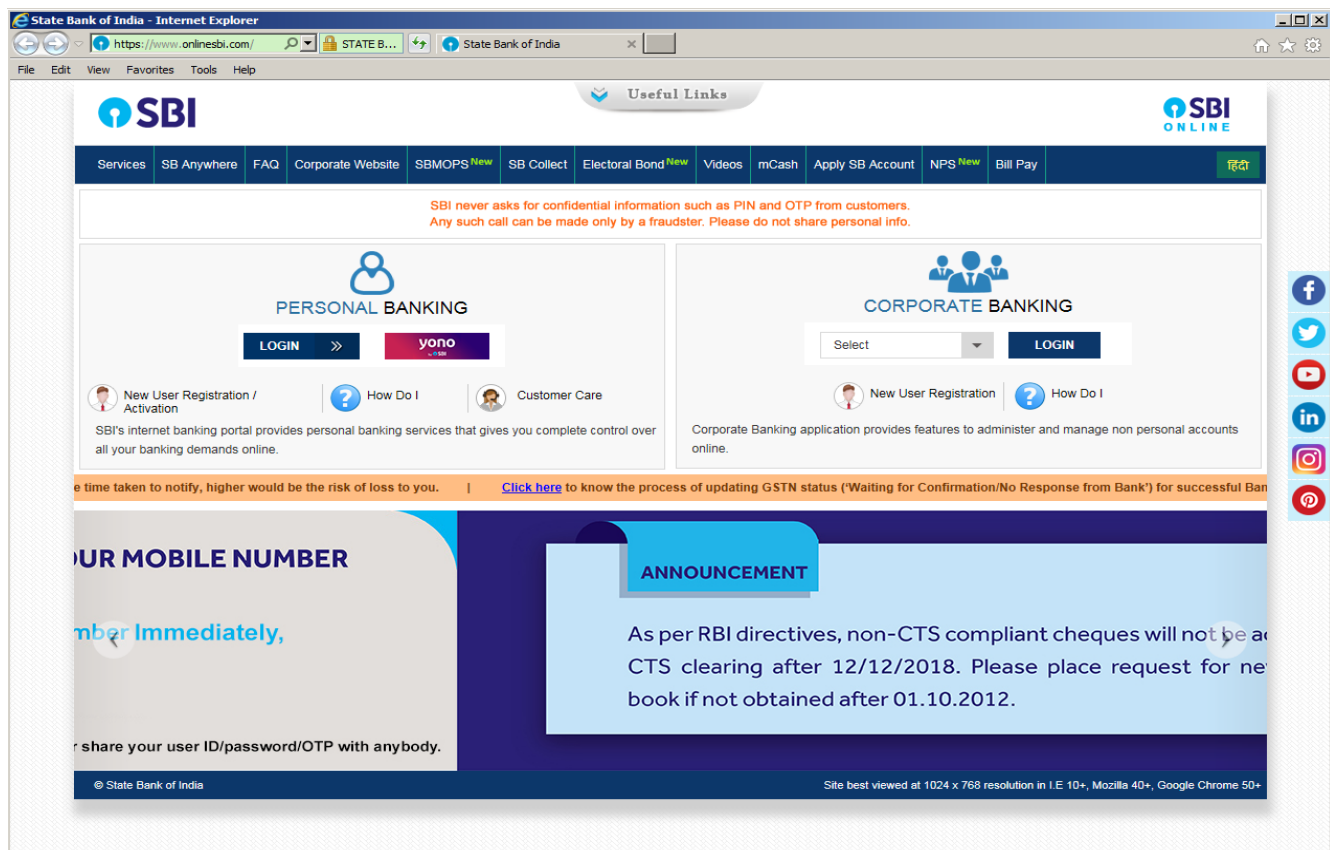 State Bank of India - Internet Explorer
https://www.onlinesbi.com/ STATE B... State Bank of India
File Edit View Favorites Tools Help
Useful Links
SBI
SBI
ONLINE
Services SB Anywhere FAQ Corporate Website SBMOPS New SB Collect Electoral Bond New Videos mCash Apply SB Account NPS New Bill Pay हिंदी
SBI never asks for confidential information such as PIN and OTP from customers.
Any such call can be made only by a fraudster. Please do not share personal info.
PERSONAL BANKING
LOGIN yono
by SBI
New User Registration /
Activation
How Do I
Customer Care
SBI's internet banking portal provides personal banking services that gives you complete control over
all your banking demands online.
CORPORATE BANKING
Select LOGIN
New User Registration
How Do I
Corporate Banking application provides features to administer and manage non personal accounts
online.
e time taken to notify, higher would be the risk of loss to you. | Click here to know the process of updating GSTN status (‘Waiting for Confirmation/No Response from Bank’) for successful Ban
OUR MOBILE NUMBER
mber Immediately,
r share your user ID/password/OTP with anybody.
ANNOUNCEMENT
As per RBI directives, non-CTS compliant cheques will not be ac
CTS clearing after 12/12/2018. Please place request for ne
book if not obtained after 01.10.2012.
© State Bank of India
Site best viewed at 1024 x 768 resolution in I.E 10+, Mozilla 40+, Google Chrome 50+